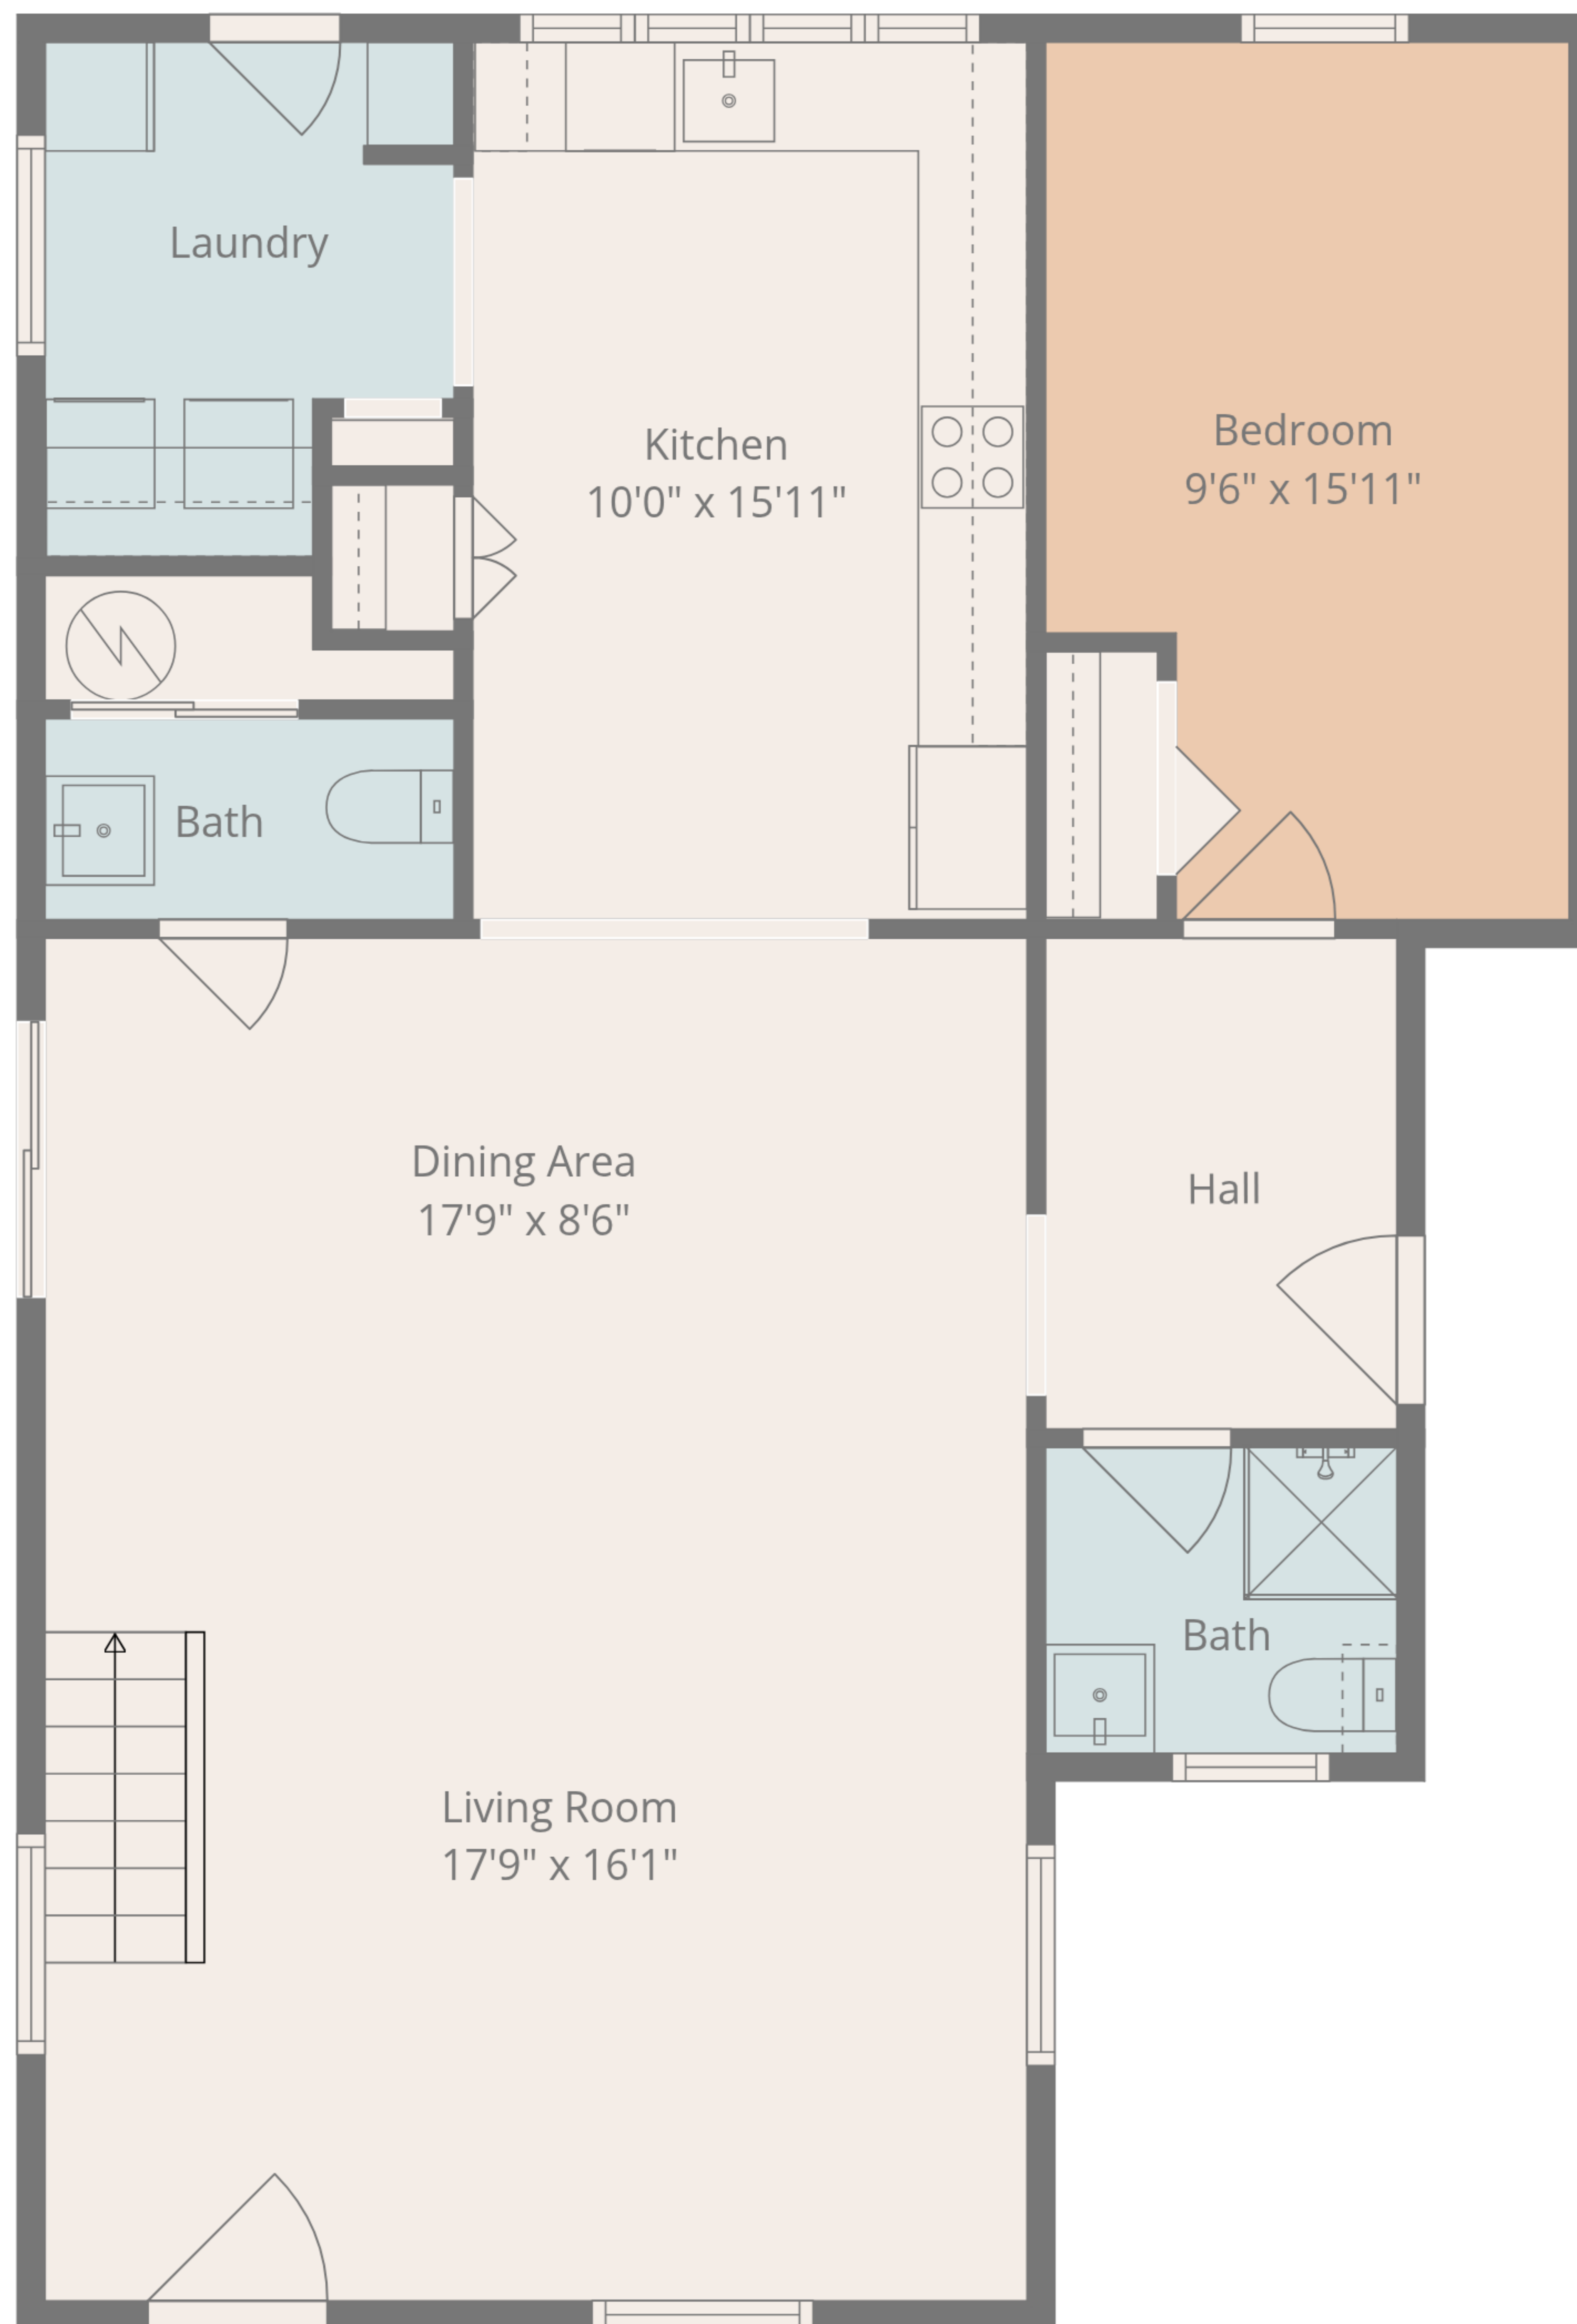 Laundry
Kitchen
10'0" x 15'11"
Bedroom
9'6" x 15'11"
Bath
Dining Area
17'9" x 8'6"
Hall
Bath
Living Room
17'9" x 16'1"